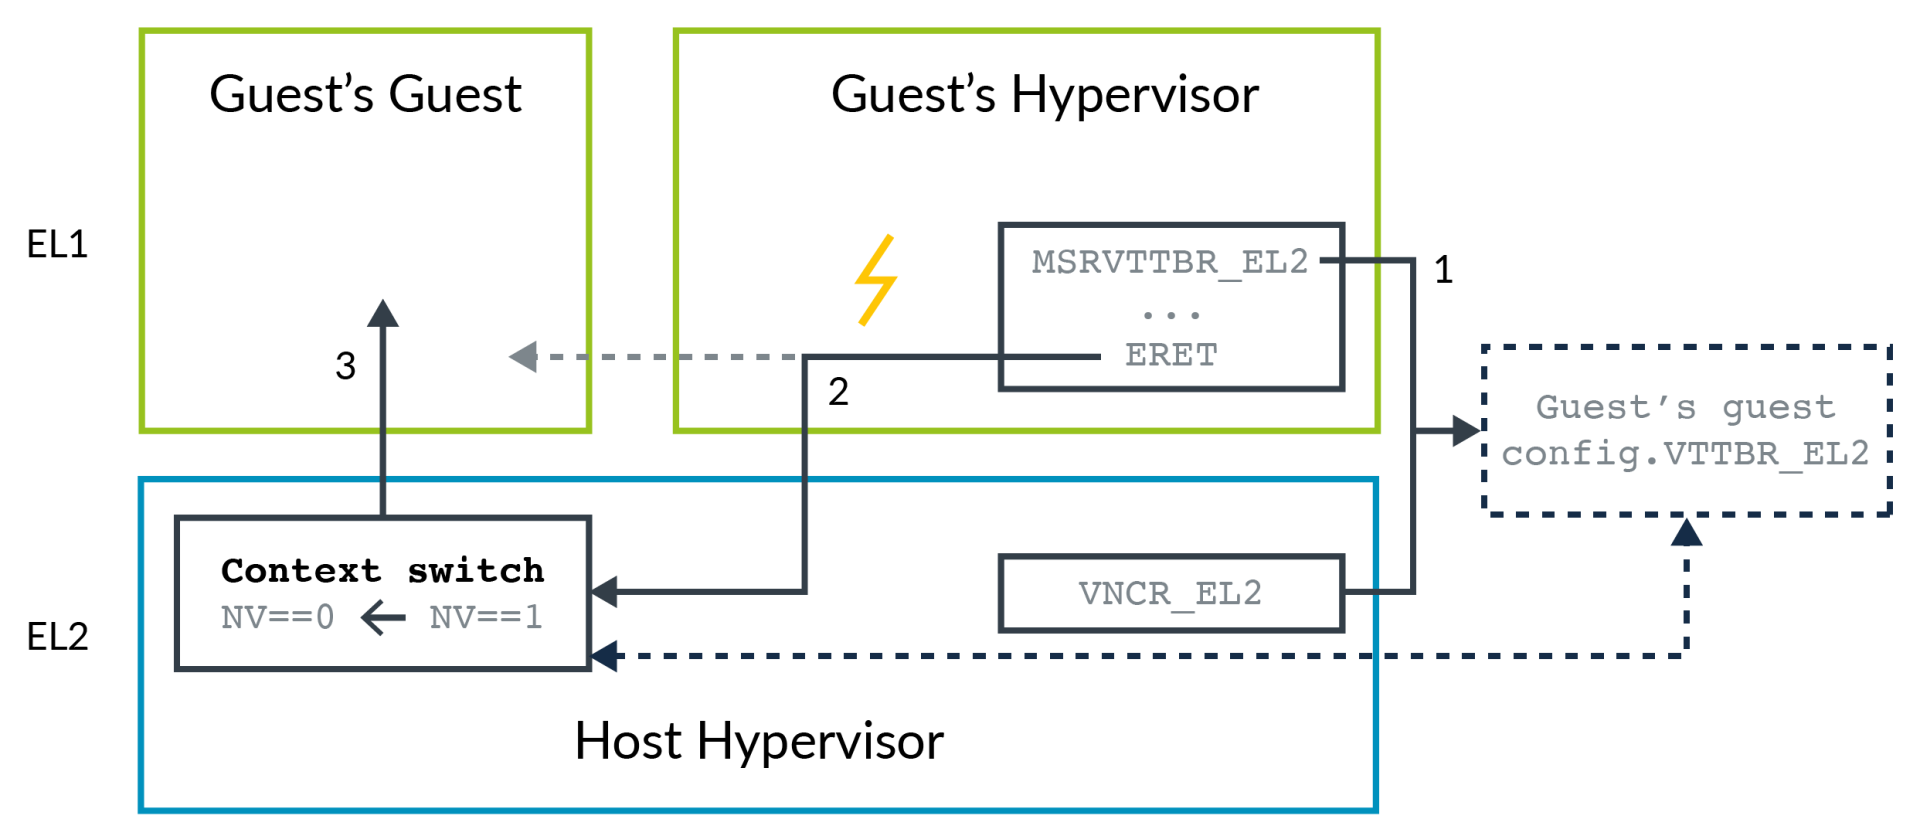 Guest’s Guest
Guest’s Hypervisor
EL1
MSRVTTBR_EL2
...
ERET
1
2
3
Guest’s guest
config.VTTBR_EL2
EL2
Context switch
NV==0 ← NV==1
VNCR_EL2
Host Hypervisor